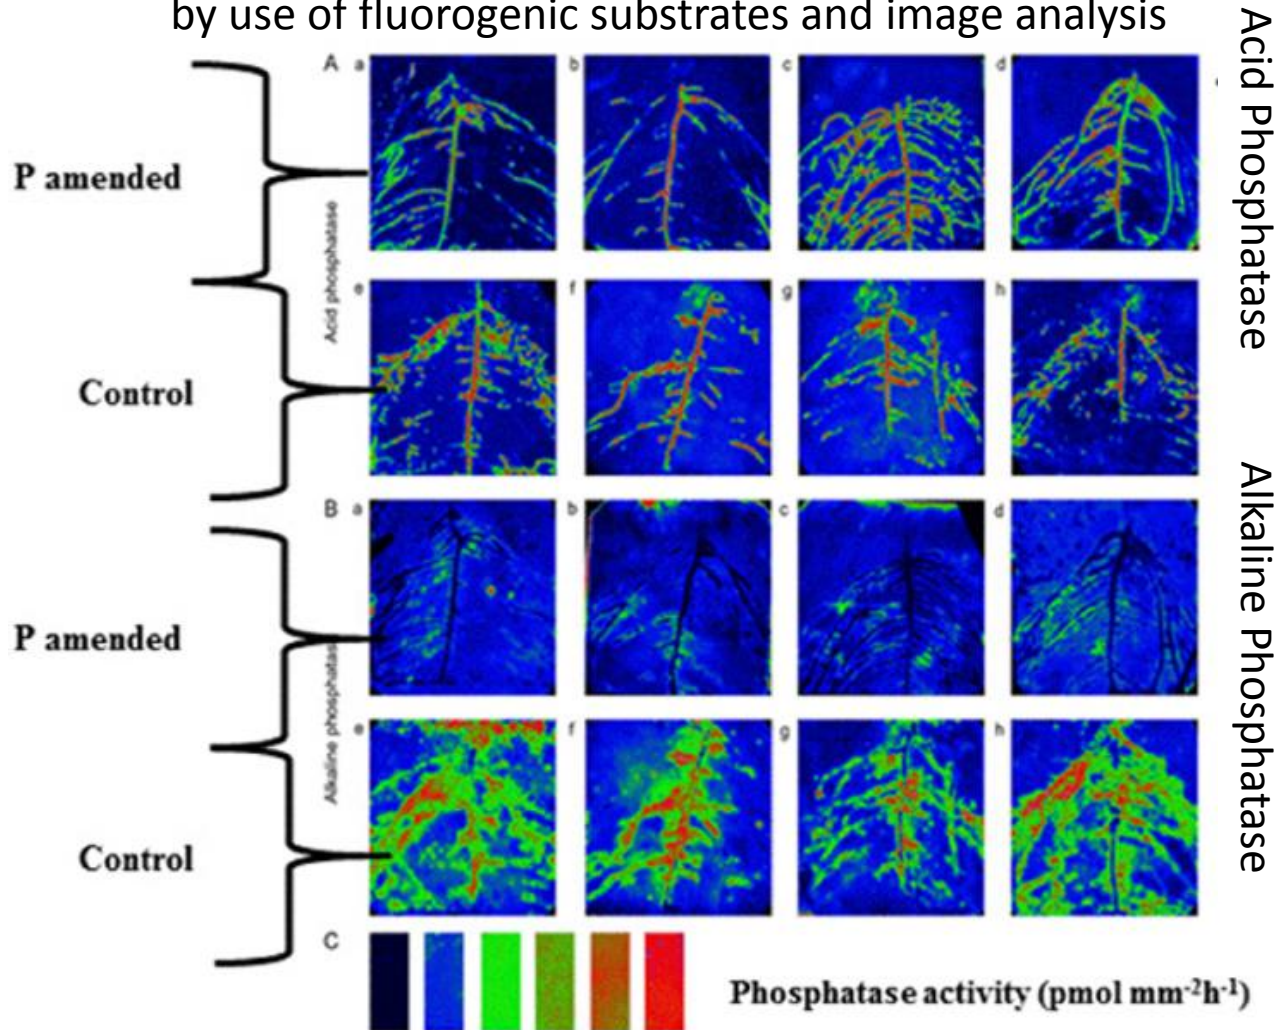 by use of fluorogenic substrates and image analysis
Acid Phosphatase
A a b c d
P amended
Acid phosphatase
e f g h
Control
B a b c d
P amended
Alkaline phosphatas
e f g h
Control
Alkaline Phosphatase
C
Phosphatase activity (pmol mm-2h-1)